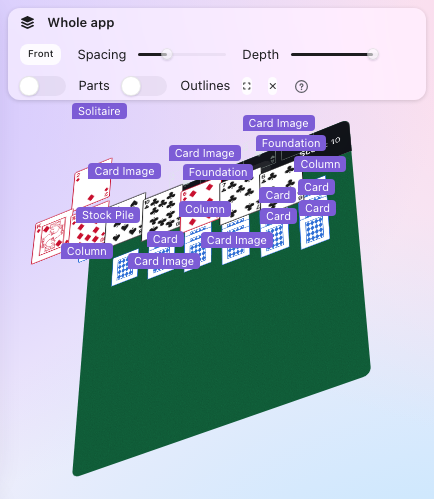 Whole app
Front Spacing Depth
Parts Outlines ?
Solitaire
Card Image
Card Image
Foundation
Card Image
Foundation
Column
Card
Card
Stock Pile
Column
Card
Card
Column
Card
Card Image
Card Image
10